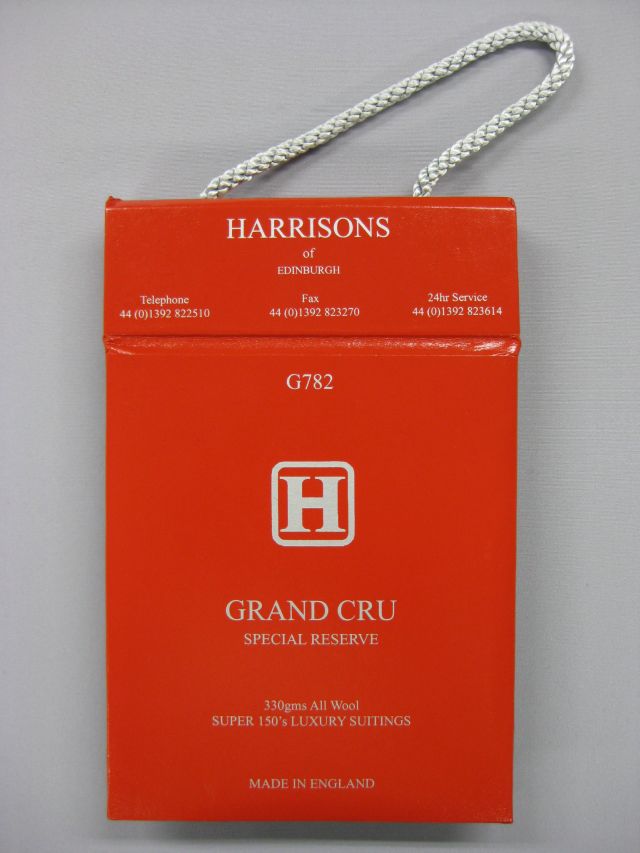 HARRISONS
of
EDINBURGH
Telephone Fax 24hr Service
44 (0)1392 822510 44 (0)1392 823270 44 (0)1392 823614
G782
H
GRAND CRU
SPECIAL RESERVE
330gms All Wool
SUPER 150's LUXURY SUITINGS
MADE IN ENGLAND